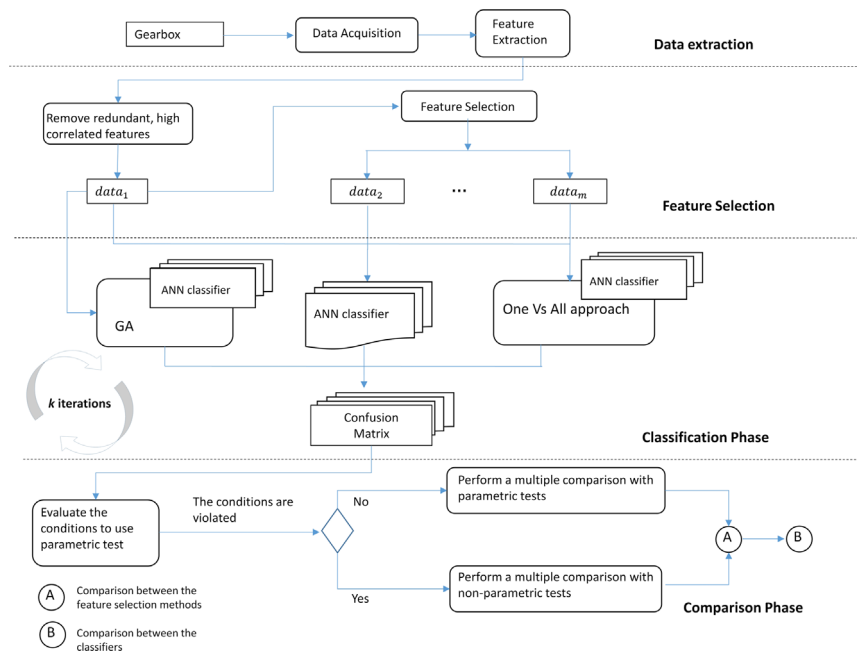 Gearbox
Data Acquisition
Feature
Extraction
Data extraction
Remove redundant, high
correlated features
Feature Selection
data₁
data₂
...
dataₘ
Feature Selection
ANN classifier
GA
ANN classifier
ANN classifier
One Vs All approach
k iterations
Confusion
Matrix
Classification Phase
Evaluate the
conditions to use
parametric test
The conditions are
violated
No
Yes
Perform a multiple comparison with
parametric tests
Perform a multiple comparison with
non-parametric tests
A
B
Comparison Phase
A
Comparison between the
feature selection methods
B
Comparison between the
classifiers